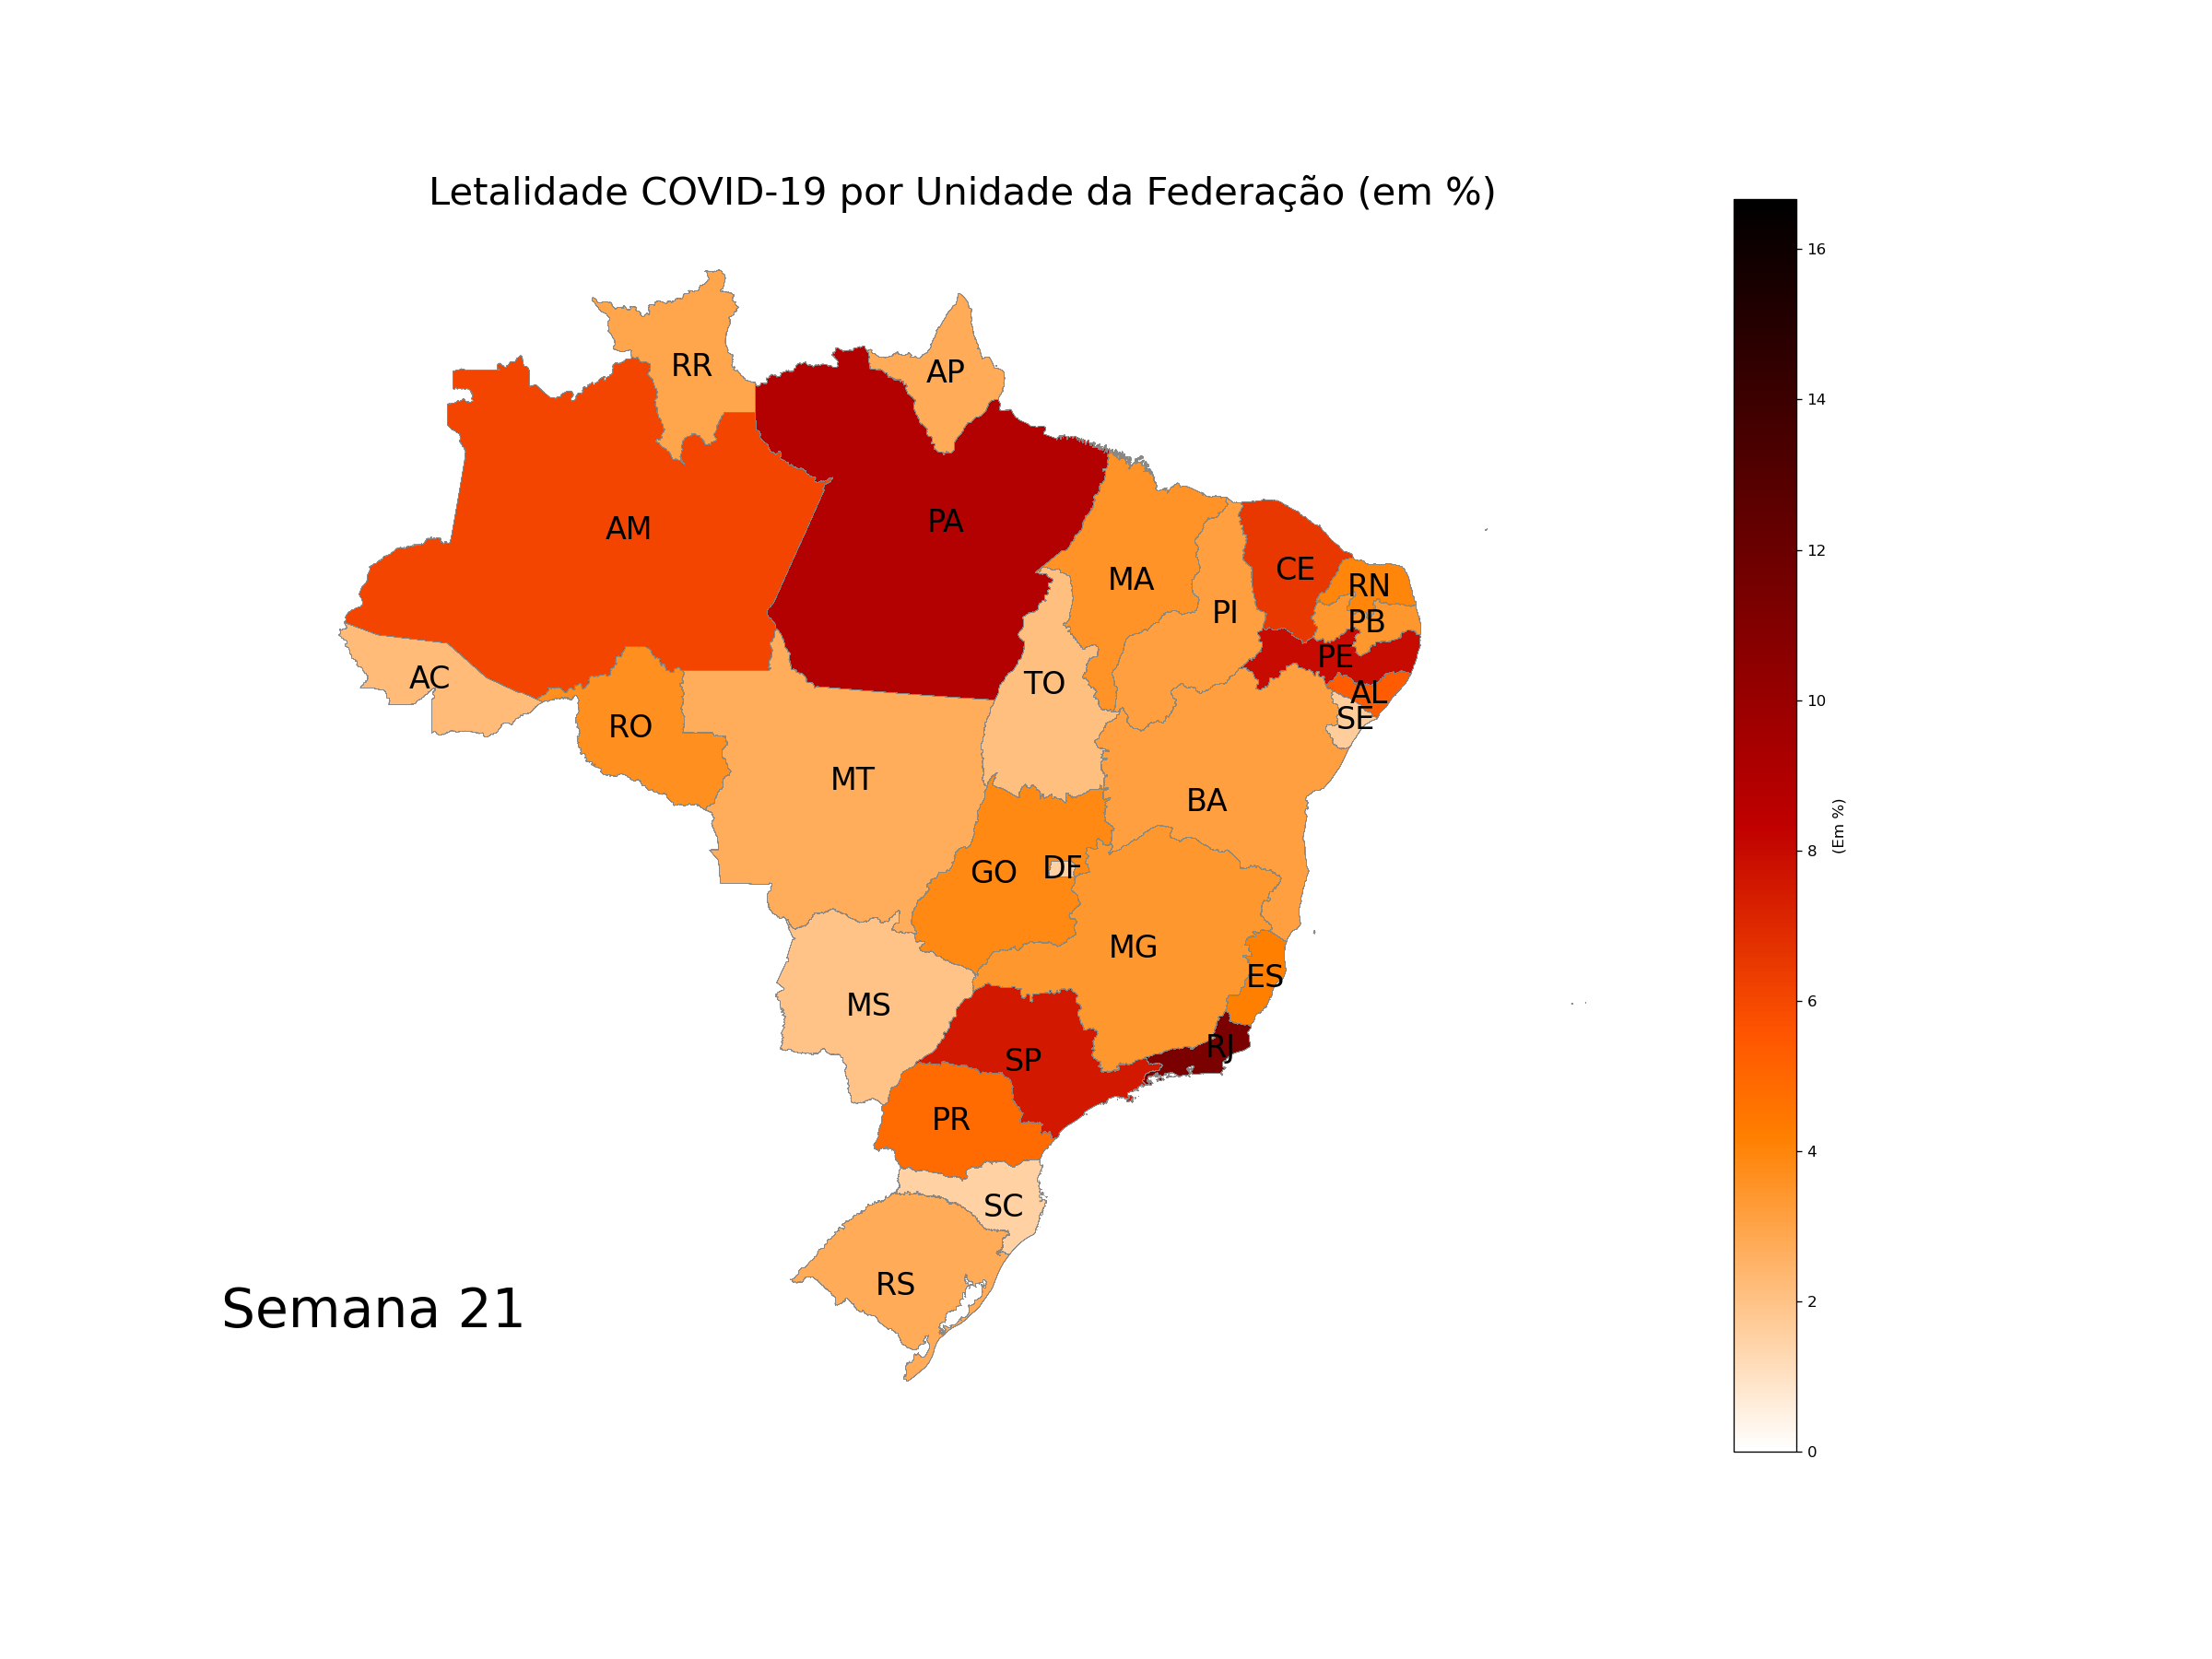 Letalidade COVID-19 por Unidade da Federação (em %)
16
14
12
10
8
6
4
2
0
(Em %)
RR
AP
AM
PA
MA
CE
RN
PI
PB
PE
AC
TO
AL
SE
RO
MT
BA
GO
DF
MG
ES
MS
RJ
SP
PR
SC
RS
Semana 21